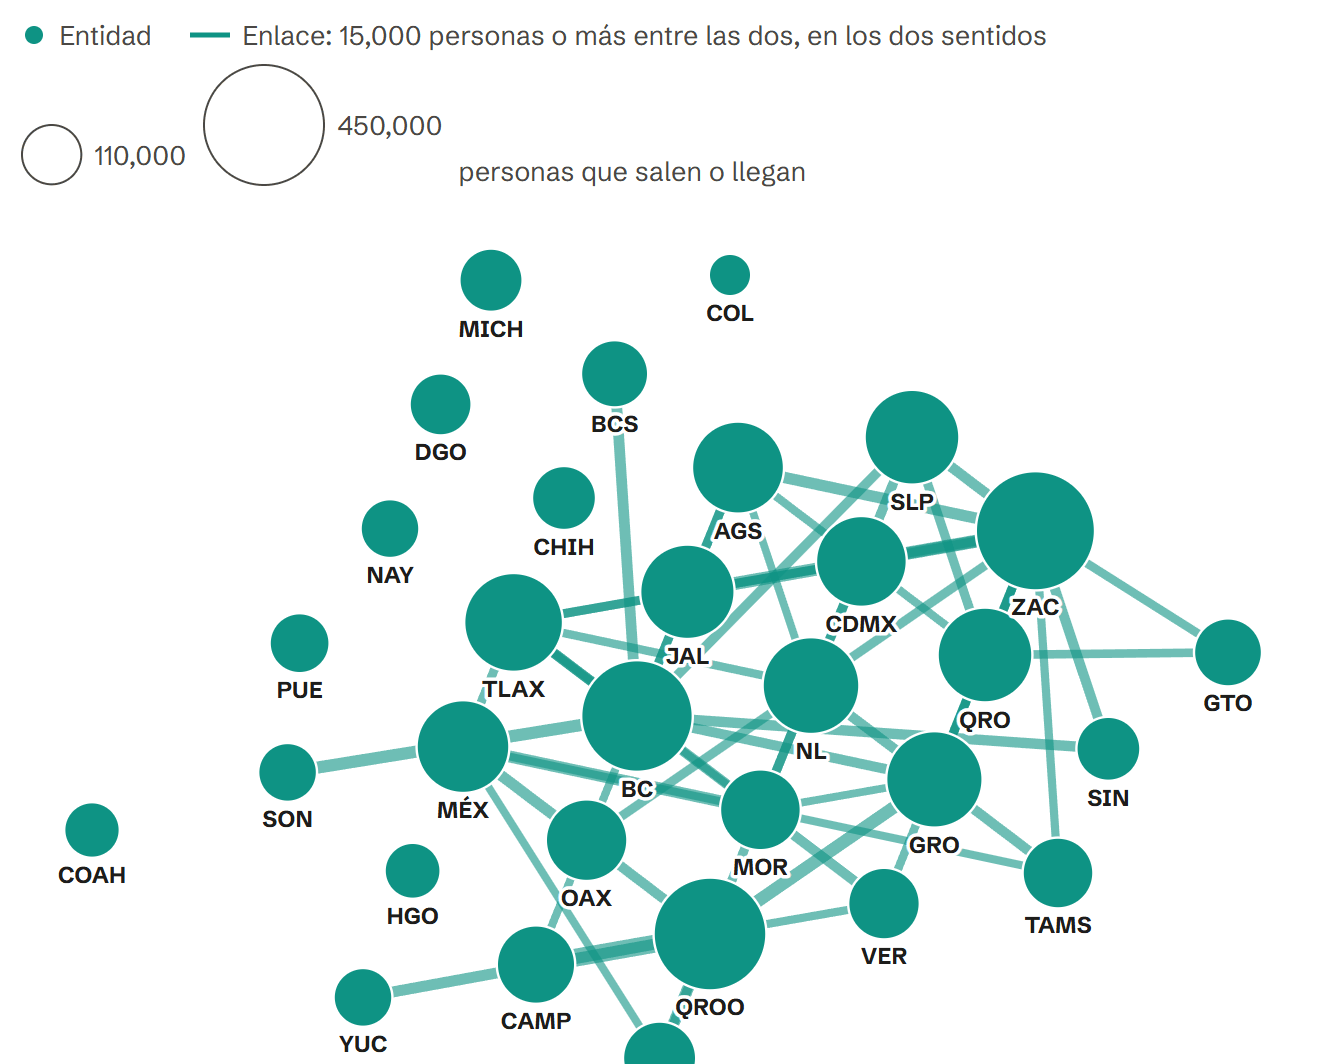 Entidad
Enlace: 15,000 personas o más entre las dos, en los dos sentidos
110,000
450,000
personas que salen o llegan
MICH
COL
BCS
DGO
SLP
AGS
CHIH
NAY
ZAC
CDMX
JAL
TLAX
PUE
GTO
QRO
NL
BC
SIN
MÉX
SON
GRO
MOR
COAH
OAX
HGO
TAMS
VER
QROO
CAMP
YUC